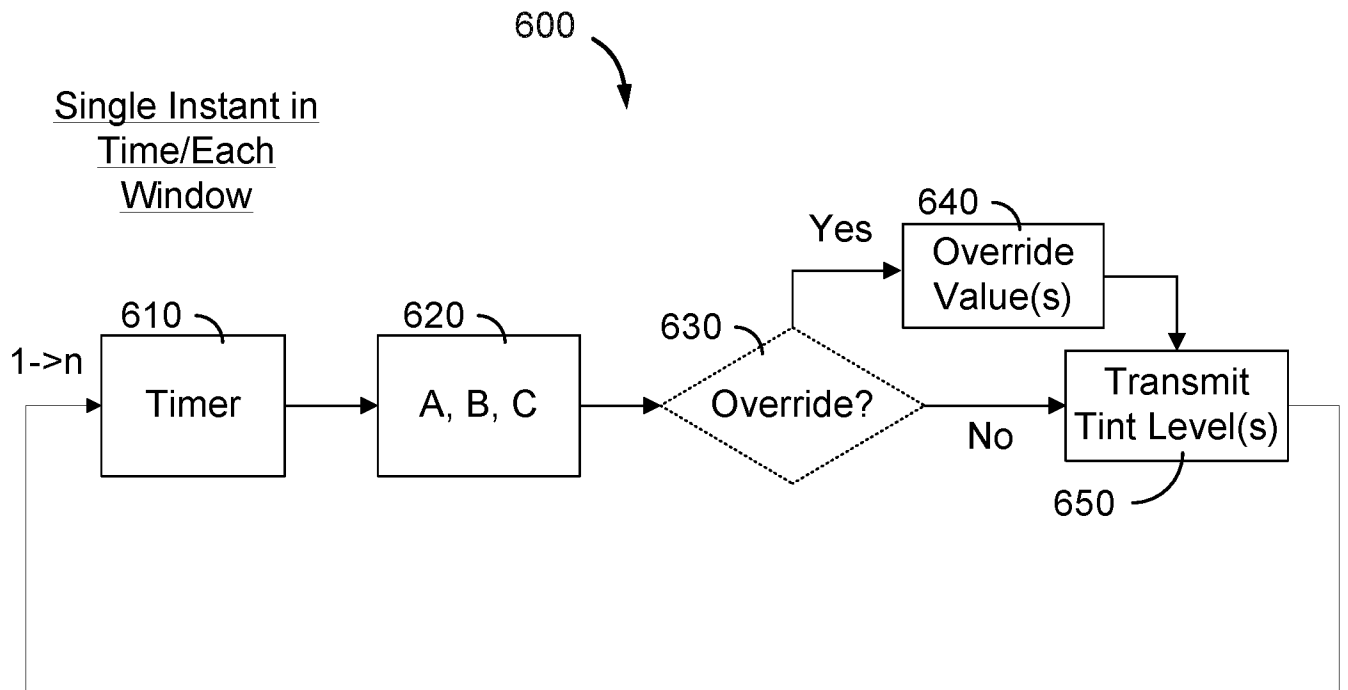 600
Single Instant in
Time/Each
Window
640
Yes
Override
Value(s)
610
620
630
1->n
Timer
A, B, C
Override?
No
Transmit
Tint Level(s)
650